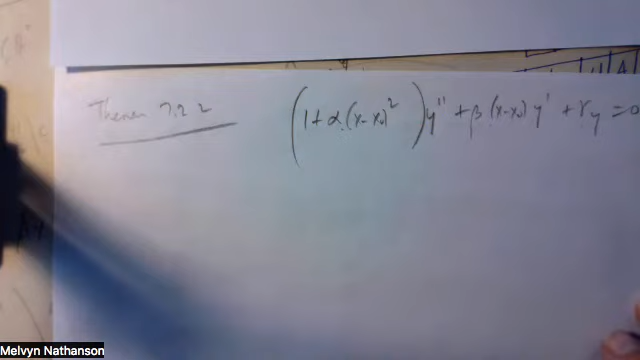 Theorem 7.2.2 (1+α(x-x₀)²)y'' + β(x-x₀)y' + γy = 0
Melvyn Nathanson